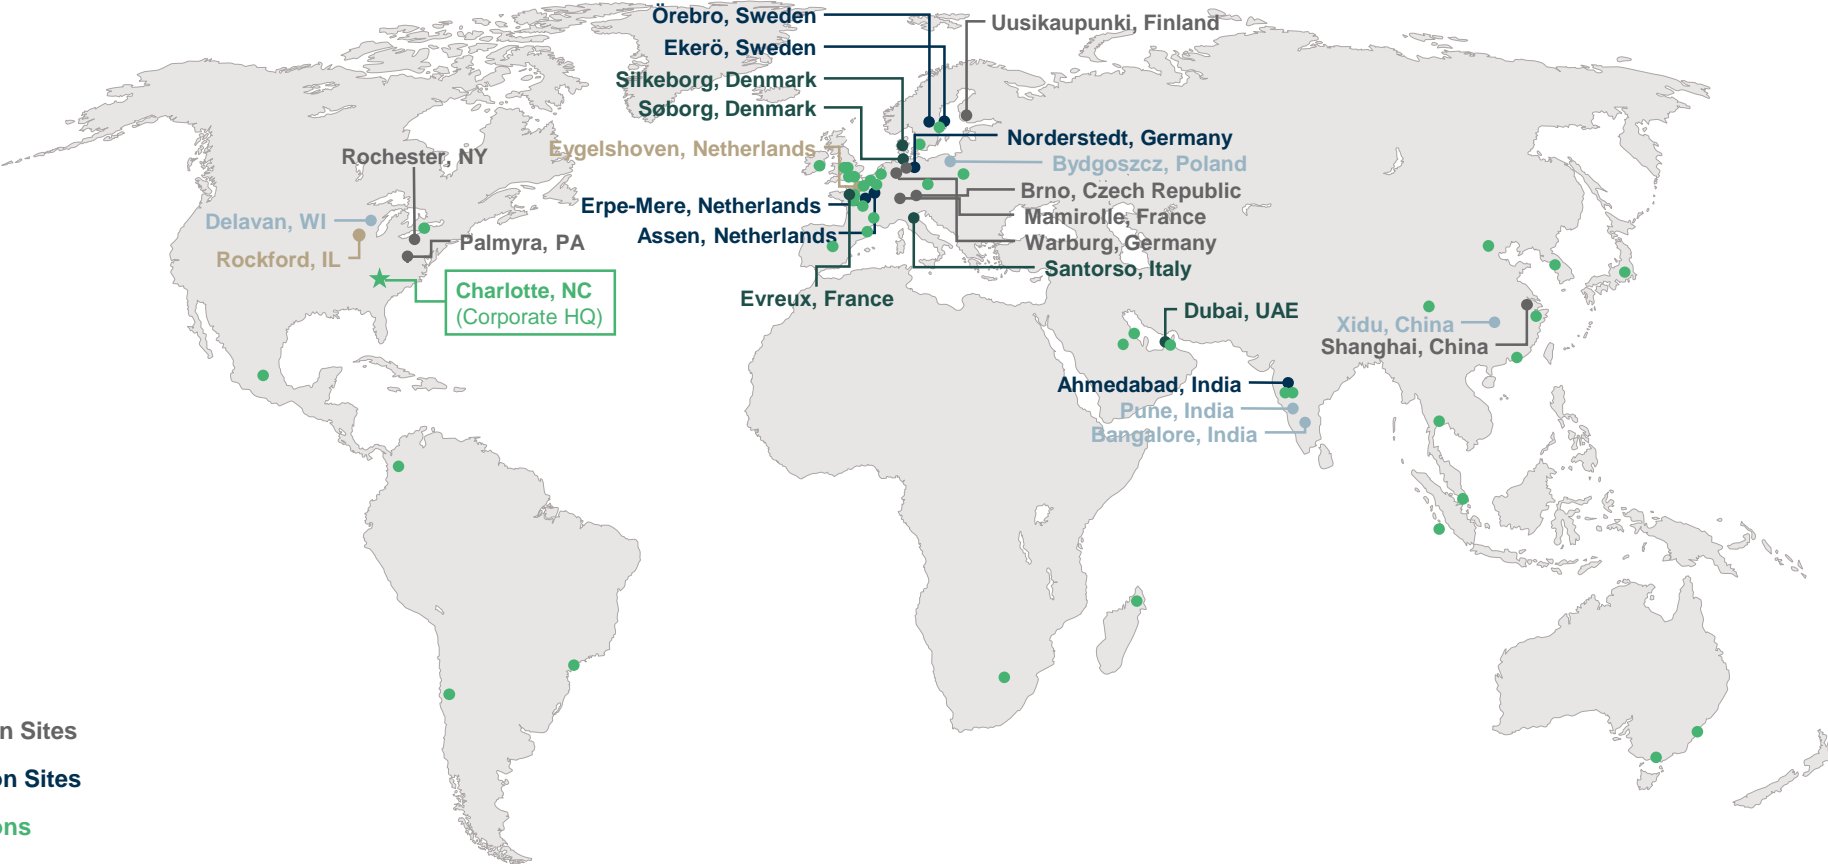 Örebro, Sweden
Uusikaupunki, Finland
Ekerö, Sweden
Silkeborg, Denmark
Søborg, Denmark
Norderstedt, Germany
Eygelshoven, Netherlands
Rochester, NY
Bydgoszcz, Poland
Brno, Czech Republic
Erpe-Mere, Netherlands
Mamirolle, France
Delavan, WI
Assen, Netherlands
Warburg, Germany
Palmyra, PA
Rockford, IL
Santorso, Italy
Charlotte, NC
(Corporate HQ)
Evreux, France
Dubai, UAE
Xidu, China
Shanghai, China
Ahmedabad, India
Pune, India
Bangalore, India
n Sites
on Sites
ons